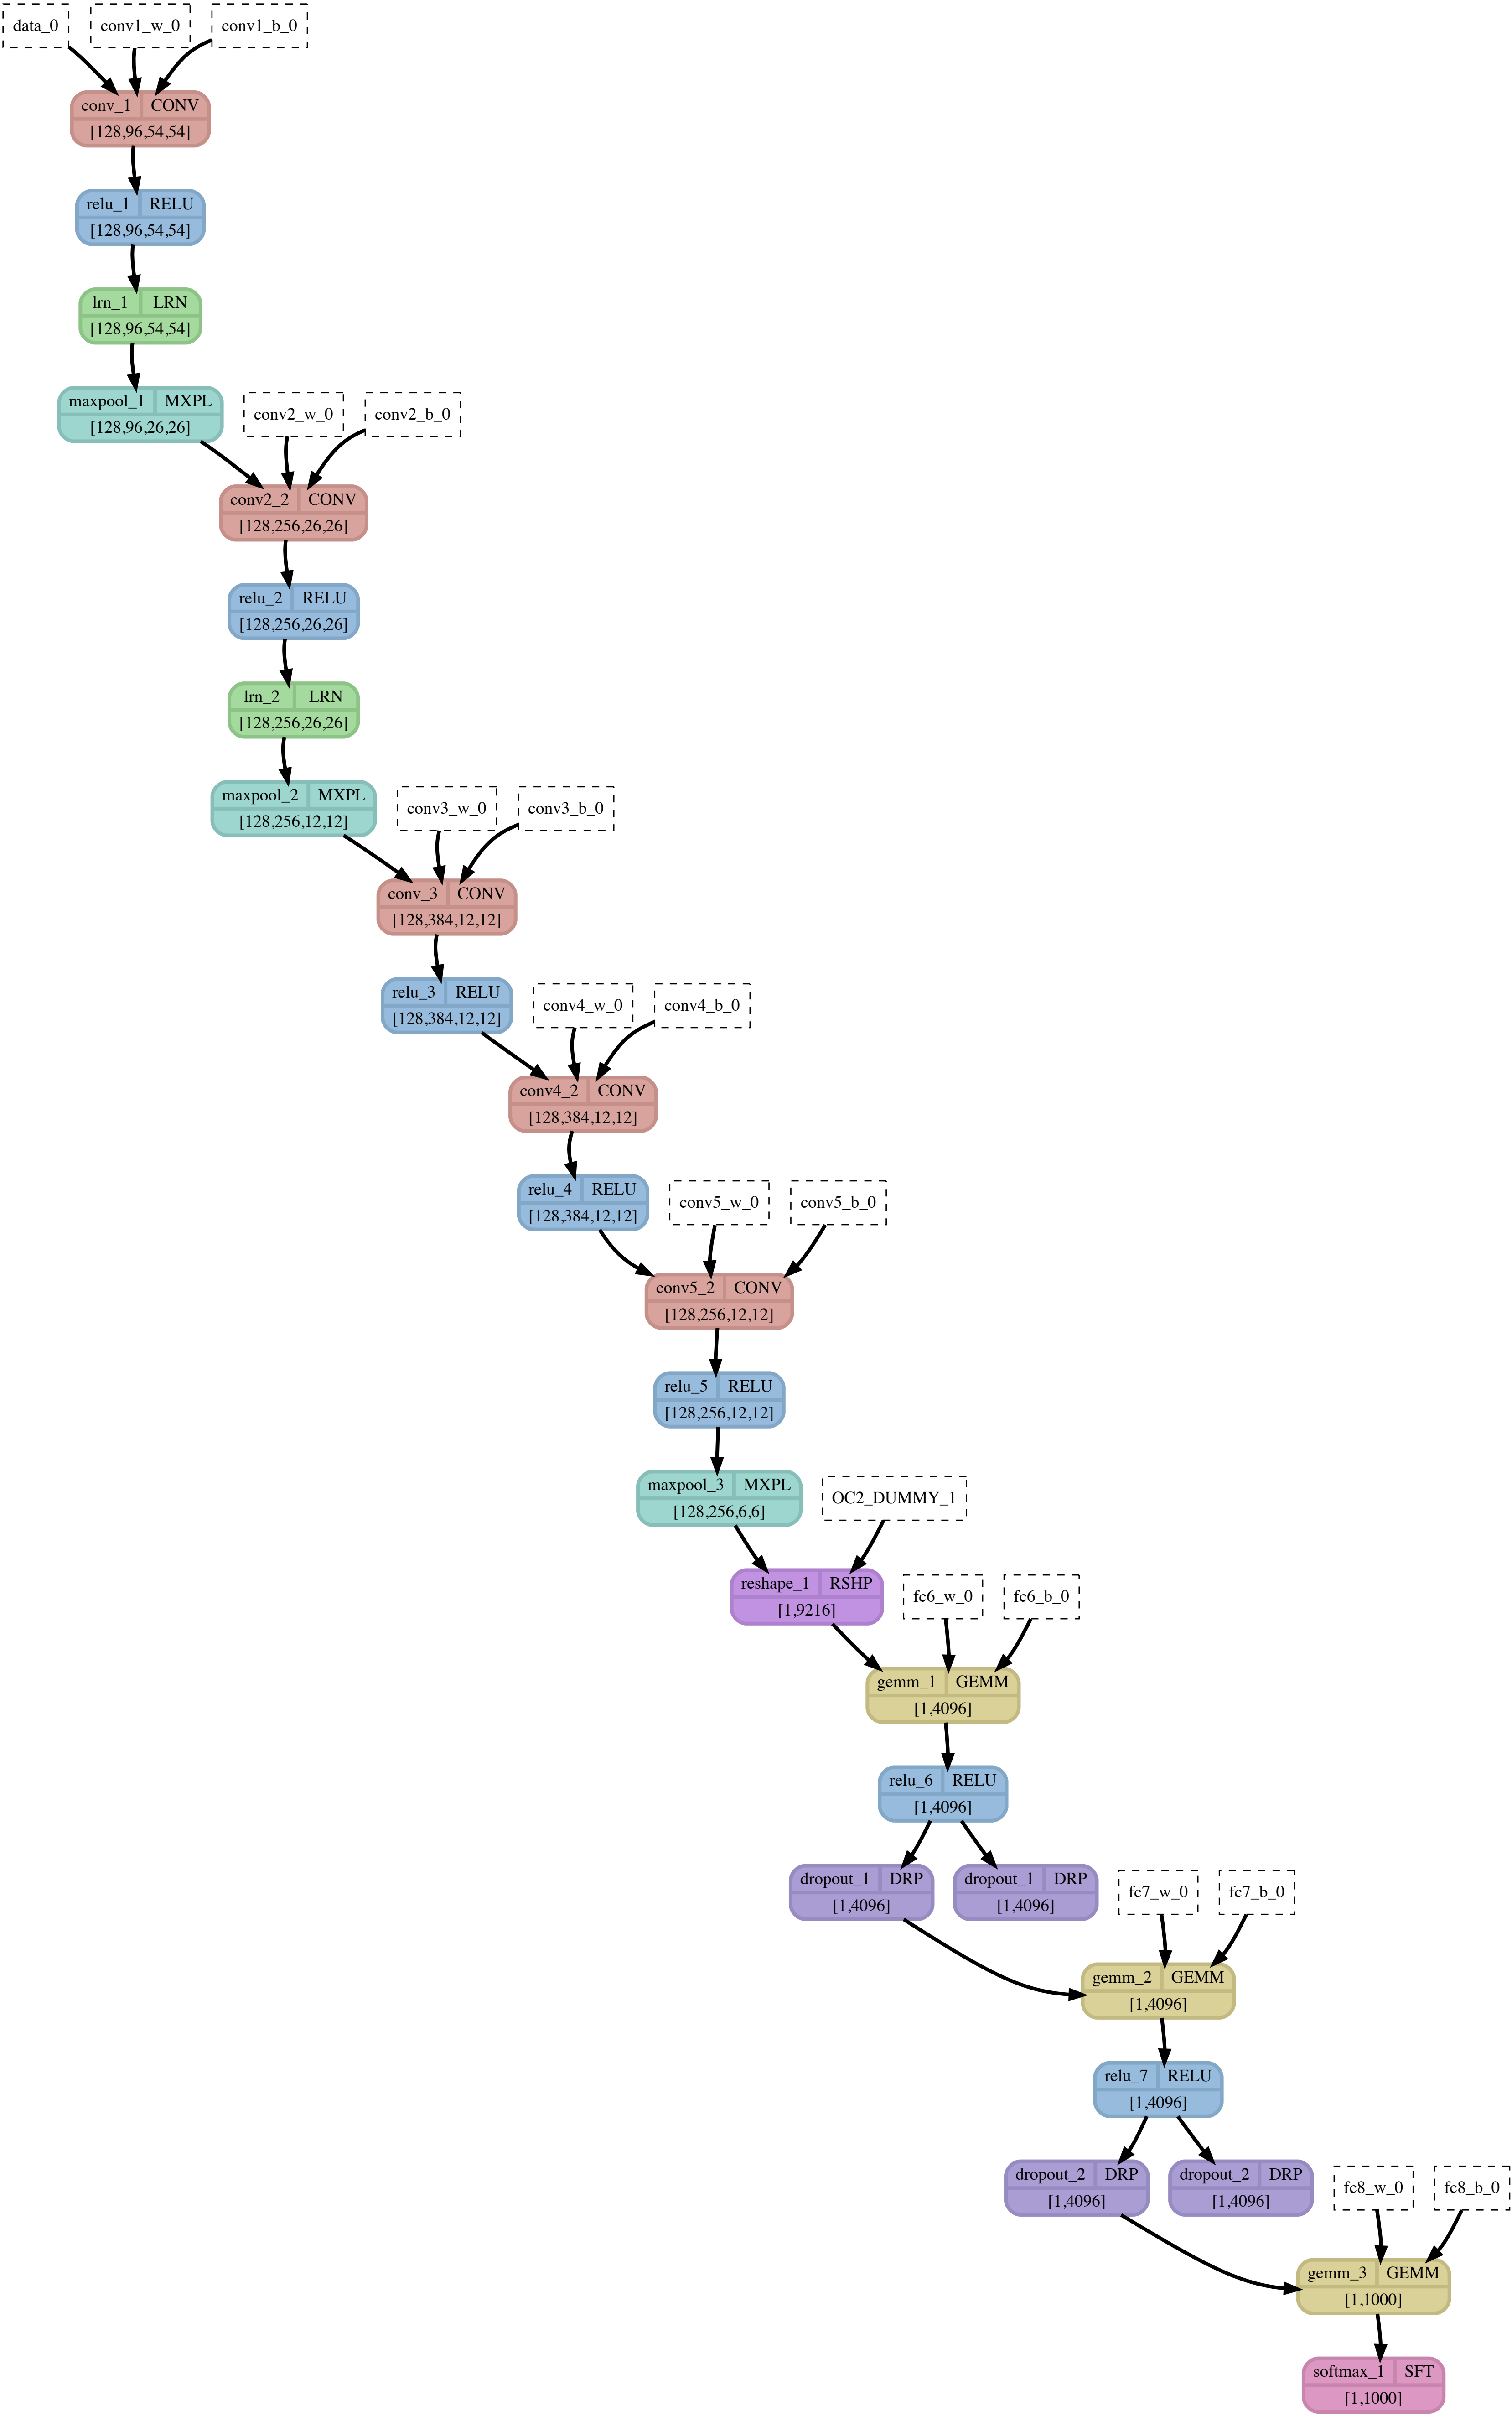 data_0 conv1_w_0 conv1_b_0
conv_1 CONV
[128,96,54,54]
relu_1 RELU
[128,96,54,54]
lrn_1 LRN
[128,96,54,54]
maxpool_1 MXPL
[128,96,26,26]
conv2_w_0 conv2_b_0
conv2_2 CONV
[128,256,26,26]
relu_2 RELU
[128,256,26,26]
lrn_2 LRN
[128,256,26,26]
maxpool_2 MXPL
[128,256,12,12]
conv3_w_0 conv3_b_0
conv_3 CONV
[128,384,12,12]
relu_3 RELU
[128,384,12,12]
conv4_w_0 conv4_b_0
conv4_2 CONV
[128,384,12,12]
relu_4 RELU
[128,384,12,12]
conv5_w_0 conv5_b_0
conv5_2 CONV
[128,256,12,12]
relu_5 RELU
[128,256,12,12]
maxpool_3 MXPL
[128,256,6,6]
OC2_DUMMY_1
reshape_1 RSHP
[1,9216]
fc6_w_0 fc6_b_0
gemm_1 GEMM
[1,4096]
relu_6 RELU
[1,4096]
dropout_1 DRP
[1,4096]
dropout_1 DRP
[1,4096]
fc7_w_0 fc7_b_0
gemm_2 GEMM
[1,4096]
relu_7 RELU
[1,4096]
dropout_2 DRP
[1,4096]
dropout_2 DRP
[1,4096]
fc8_w_0 fc8_b_0
gemm_3 GEMM
[1,1000]
softmax_1 SFT
[1,1000]